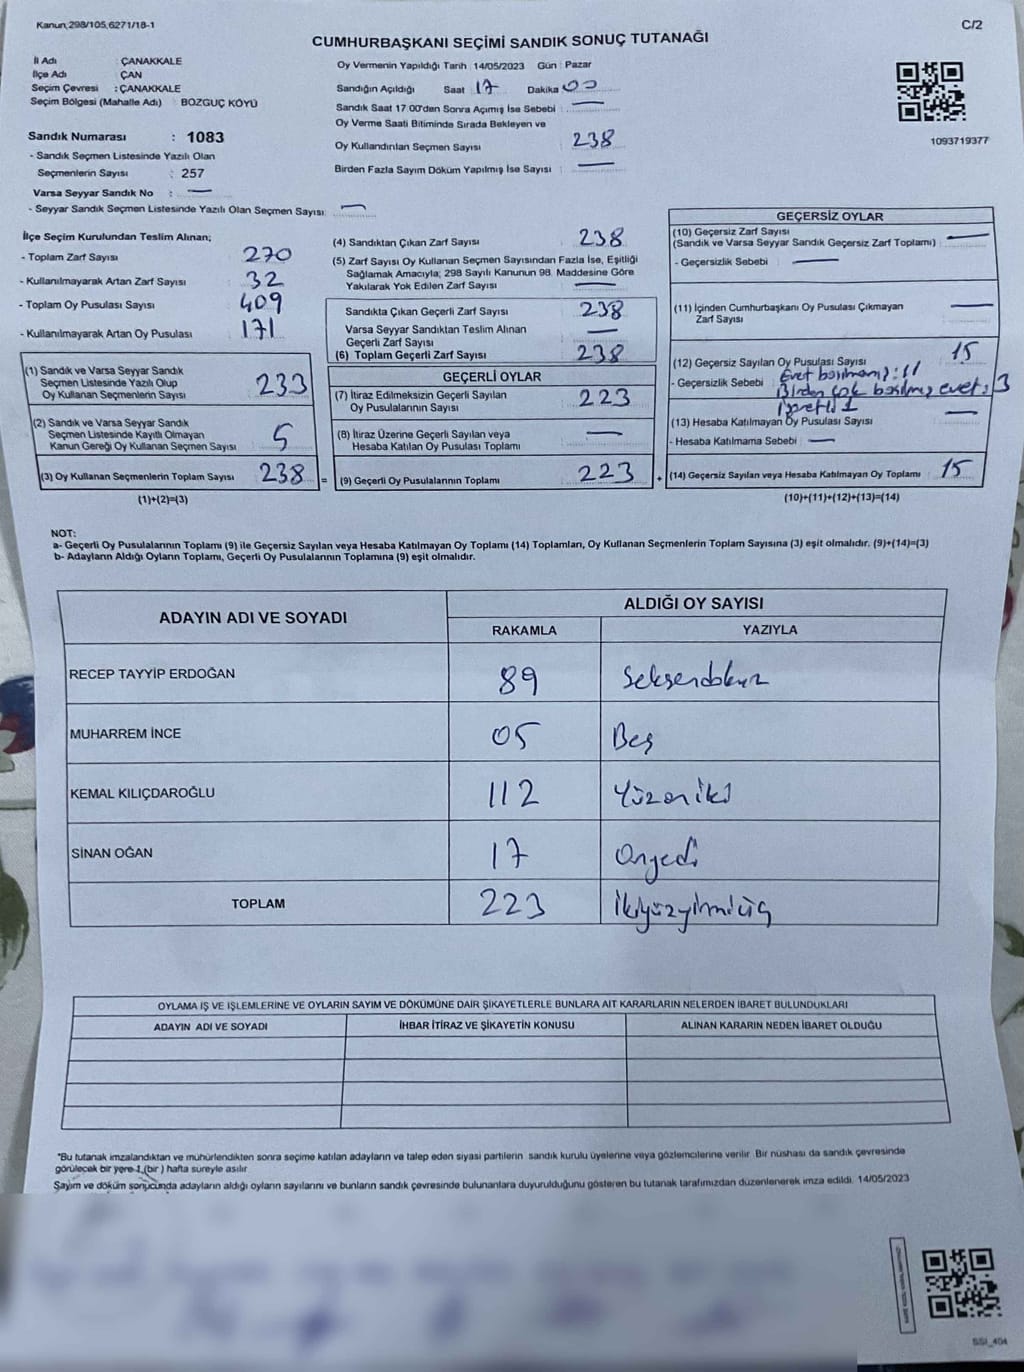 Kanun;298/105,6271/18-1
C/2
CUMHURBAŞKANI SEÇİMİ SANDIK SONUÇ TUTANAĞI
İl Adı : ÇANAKKALE
İlçe Adı : ÇAN
Seçim Çevresi : ÇANAKKALE
Seçim Bölgesi (Mahalle Adı) : BOZGUÇ KÖYÜ
Sandık Numarası : 1083
- Sandık Seçmen Listesinde Yazılı Olan
Seçmenlerin Sayısı : 257
Varsa Seyyar Sandık No : —
- Seyyar Sandık Seçmen Listesinde Yazılı Olan Seçmen Sayısı: —
Oy Vermenin Yapıldığı Tarih : 14/05/2023 Gün : Pazar
Sandığın Açıldığı Saat : 17 Dakika : 00
Sandık Saat 17 00'den Sonra Açımış İse Sebebi : —
Oy Verme Saati Bitiminde Sırada Bekleyen ve
Oy Kullandırılan Seçmen Sayısı : 238
Birden Fazla Sayım Döküm Yapılmış İse Sayısı : —
1093719377
İlçe Seçim Kurulundan Teslim Alınan;
- Toplam Zarf Sayısı : 270
- Kullanılmayarak Artan Zarf Sayısı : 32
- Toplam Oy Pusulası Sayısı : 409
- Kullanılmayarak Artan Oy Pusulası : 171
(1) Sandık ve Varsa Seyyar Sandık
Seçmen Listesinde Yazılı Olup
Oy Kullanan Seçmenlerin Sayısı : 233
(2) Sandık ve Varsa Seyyar Sandık
Seçmen Listesinde Kayıtlı Olmayan
Kanun Gereği Oy Kullanan Seçmen Sayısı : 5
(3) Oy Kullanan Seçmenlerin Toplam Sayısı : 238
(1)+(2)=(3)
(4) Sandıktan Çıkan Zarf Sayısı : 238
(5) Zarf Sayısı Oy Kullanan Seçmen Sayısından Fazla İse, Eşitliği
Sağlamak Amacıyla; 298 Sayılı Kanunun 98. Maddesine Göre
Yakılarak Yok Edilen Zarf Sayısı : —
Sandıkta Çıkan Geçerli Zarf Sayısı : 238
Varsa Seyyar Sandıktan Teslim Alınan
Geçerli Zarf Sayısı : —
(6) Toplam Geçerli Zarf Sayısı : 238
GEÇERLİ OYLAR
(7) İtiraz Edilmeksizin Geçerli Sayılan
Oy Pusulalarının Sayısı : 223
(8) İtiraz Üzerine Geçerli Sayılan veya
Hesaba Katılan Oy Pusulası Toplamı : —
= (9) Geçerli Oy Pusulalarının Toplamı : 223 +
GEÇERSİZ OYLAR
(10) Geçersiz Zarf Sayısı
(Sandık ve Varsa Seyyar Sandık Geçersiz Zarf Toplamı) : —
- Geçersizlik Sebebi : —
(11) İçinden Cumhurbaşkanı Oy Pusulası Çıkmayan
Zarf Sayısı : —
(12) Geçersiz Sayılan Oy Pusulası Sayısı : 15
- Geçersizlik Sebebi : Evet basılmamış : 11
Birden çok basılmış evet : 3
İşaretli 1
(13) Hesaba Katılmayan Oy Pusulası Sayısı : —
- Hesaba Katılmama Sebebi : —
(14) Geçersiz Sayılan veya Hesaba Katılmayan Oy Toplamı : 15
(10)+(11)+(12)+(13)=(14)
NOT:
a- Geçerli Oy Pusulalarının Toplamı (9) ile Geçersiz Sayılan veya Hesaba Katılmayan Oy Toplamı (14) Toplamları, Oy Kullanan Seçmenlerin Toplam Sayısına (3) eşit olmalıdır. (9)+(14)=(3)
b- Adayların Aldığı Oyların Toplamı, Geçerli Oy Pusulalarının Toplamına (9) eşit olmalıdır.
ADAYIN ADI VE SOYADI
ALDIĞI OY SAYISI
RAKAMLA YAZIYLA
RECEP TAYYİP ERDOĞAN 89 Seksendokuz
MUHARREM İNCE 05 Beş
KEMAL KILIÇDAROĞLU 112 Yüzoniki
SİNAN OĞAN 17 Onyedi
TOPLAM 223 İkiyüzyirmiüç
OYLAMA İŞ VE İŞLEMLERİNE VE OYLARIN SAYIM VE DÖKÜMÜNE DAİR ŞİKAYETLERLE BUNLARA AİT KARARLARIN NELERDEN İBARET BULUNDUKLARI
ADAYIN ADI VE SOYADI İHBAR İTİRAZ VE ŞİKAYETİN KONUSU ALINAN KARARIN NEDEN İBARET OLDUĞU
*Bu tutanak imzalandıktan ve mühürlendikten sonra seçime katılan adayların ve talep eden siyasi partilerin sandık kurulu üyelerine veya gözlemcilerine verilir. Bir nüshası da sandık çevresinde
görülecek bir yere 1 (bir ) hafta süreyle asılır.
Sayım ve döküm sonucunda adayların aldığı oyların sayılarını ve bunların sandık çevresinde bulunanlara duyurulduğunu gösteren bu tutanak tarafımızdan düzenlenerek imza edildi. 14/05/2023
SSI_404